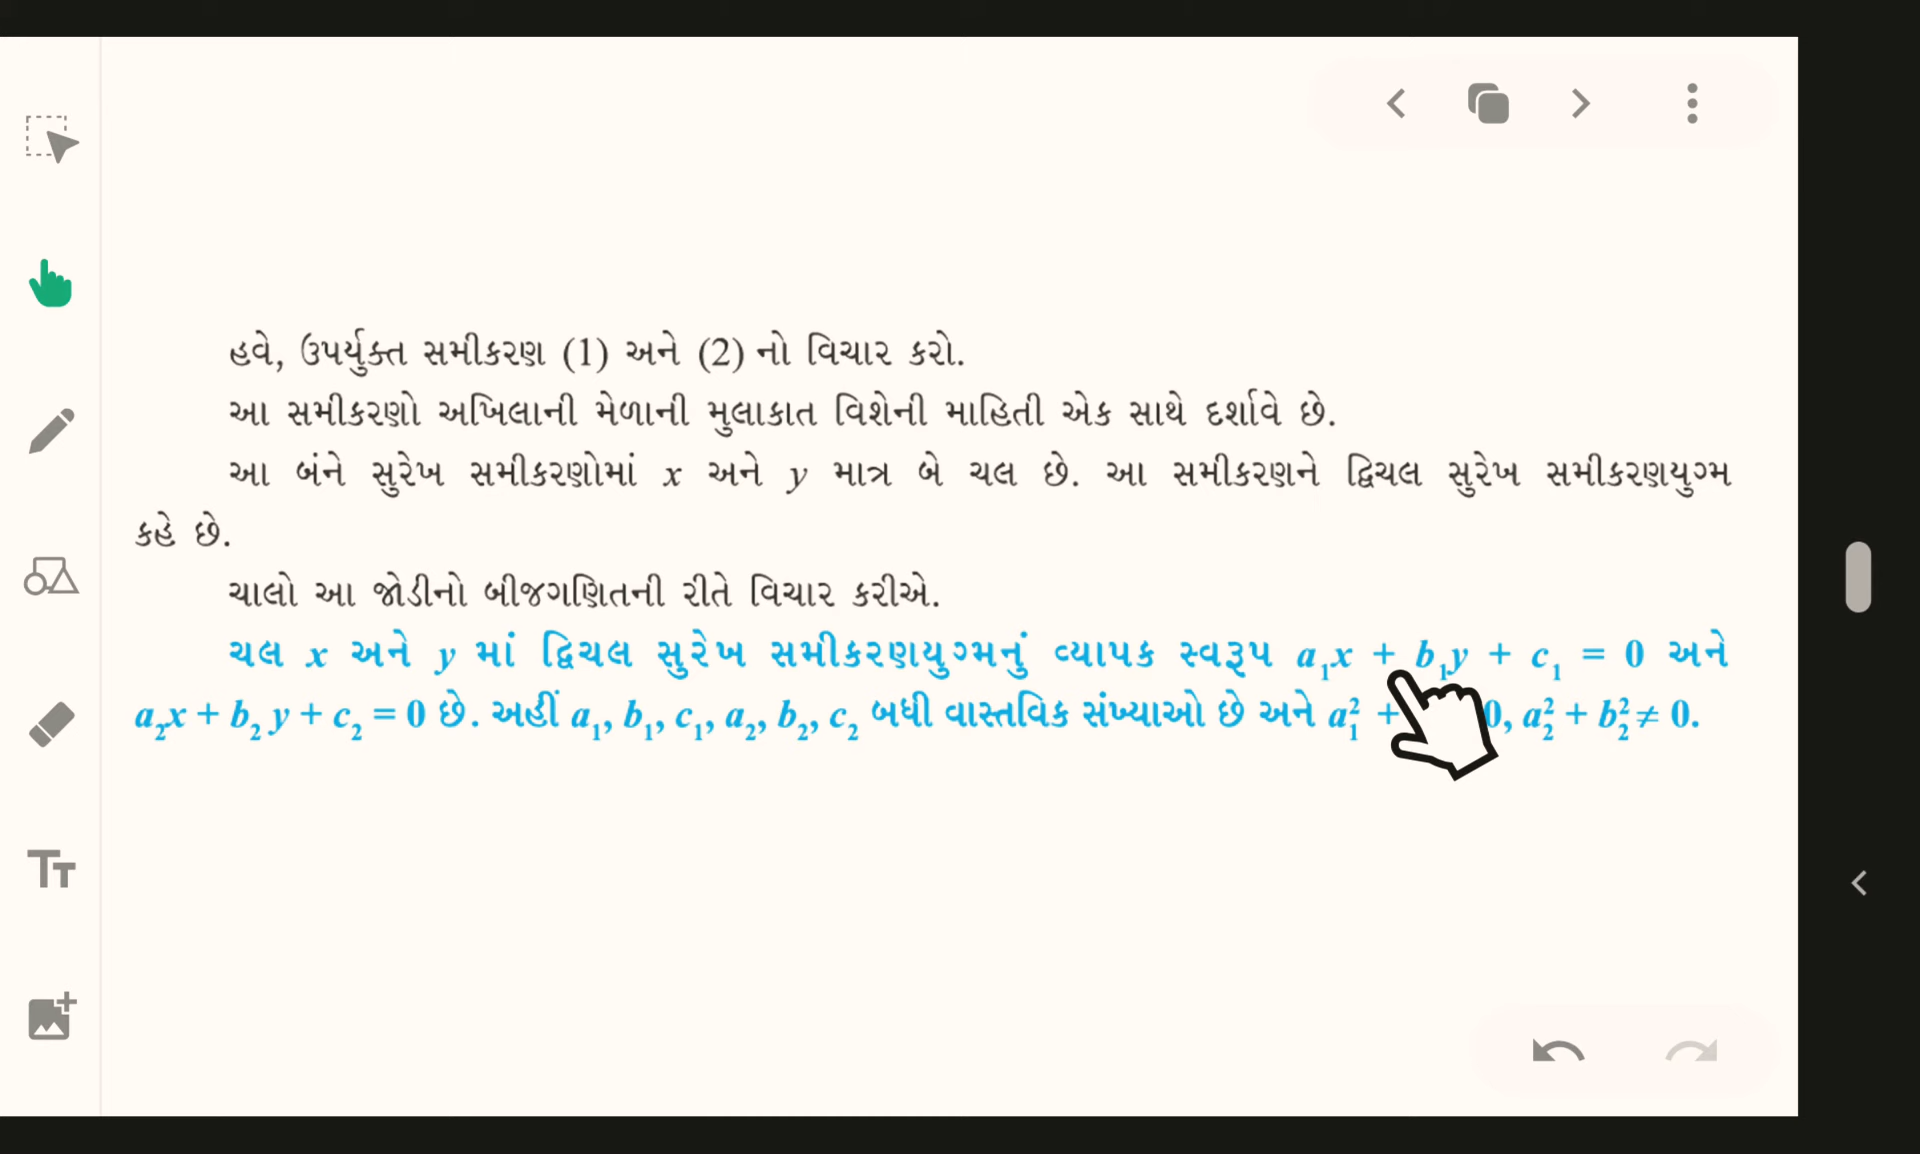 હવે, ઉપર્યુક્ત સમીકરણ (1) અને (2) નો વિચાર કરો.
આ સમીકરણો અખિલાની મેળાની મુલાકાત વિશેની માહિતી એક સાથે દર્શાવે છે.
આ બંને સુરેખ સમીકરણોમાં x અને y માત્ર બે ચલ છે. આ સમીકરણને દ્વિચલ સુરેખ સમીકરણયુગ્મ
કહે છે.
ચાલો આ જોડીનો બીજગણિતની રીતે વિચાર કરીએ.
ચલ x અને y માં દ્વિચલ સુરેખ સમીકરણયુગ્મનું વ્યાપક સ્વરૂપ a₁x + b₁y + c₁ = 0 અને
a₂x + b₂ y + c₂ = 0 છે. અહીં a₁, b₁, c₁, a₂, b₂, c₂ બધી વાસ્તવિક સંખ્યાઓ છે અને a₁² + 0, a₂² + b₂² ≠ 0.
Tт